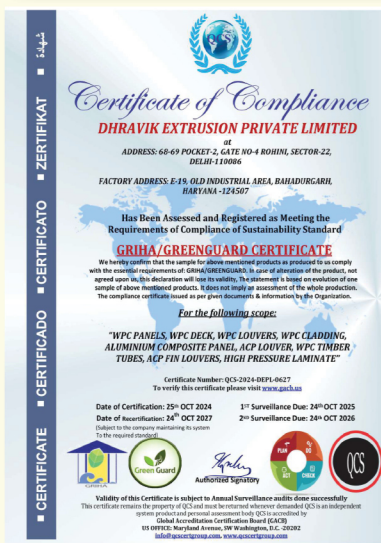 QCS
Certificate of Compliance
DHRAVIK EXTRUSION PRIVATE LIMITED
at
ADDRESS: 68-69 POCKET-2, GATE NO-4 ROHINI, SECTOR-22,
DELHI-110086
FACTORY ADDRESS: E-19, OLD INDUSTRIAL AREA, BAHADURGARH,
HARYANA -124507
Has Been Assessed and Registered as Meeting the
Requirements of Compliance of Sustainability Standard
GRIHA/GREENGUARD CERTIFICATE
We hereby confirm that the sample for above mentioned products as produced to us comply
with the essential requirements of: GRIHA/GREENGUARD. In case of alteration of the product, not
agreed upon us, this declaration will lose its validity, The statement is based on evolution of one
sample of above mentioned products. It does not imply an assessment of the whole production.
The compliance certificate issued as per given documents & information by the Organization.
For the following scope:
"WPC PANELS, WPC DECK, WPC LOUVERS, WPC CLADDING,
ALUMINIUM COMPOSITE PANEL, ACP LOUVER, WPC TIMBER
TUBES, ACP FIN LOUVERS, HIGH PRESSURE LAMINATE"
Certificate Number: QCS-2024-DEPL-0627
To verify this certificate please visit www.gacb.us
Date of Certification: 25th OCT 2024
1ST Surveillance Due: 24th OCT 2025
Date of Recertification: 24th OCT 2027
2ND Surveillance Due: 24th OCT 2026
(Subject to the company maintaining its system
To the required standard)
GRIHA
Green Guard
Authorized Signatory
PLAN
DO
ACT
CHECK
QCS
Validity of this Certificate is subject to Annual Surveillance audits done successfully
This certificate remains the property of QCS and must be returned whenever demanded QCS is an independent
system product and personal assessment body QCS is accredited by
Global Accreditation Certification Board (GACB)
US OFFICE: Maryland Avenue, SW Washington, D.C. -20202
info@qcscertgroup.com, www.qcscertgroup.com
CERTIFICATE ■ CERTIFICADO ■ CERTIFICATO ■ ZERTIFIKAT ■ شهادة